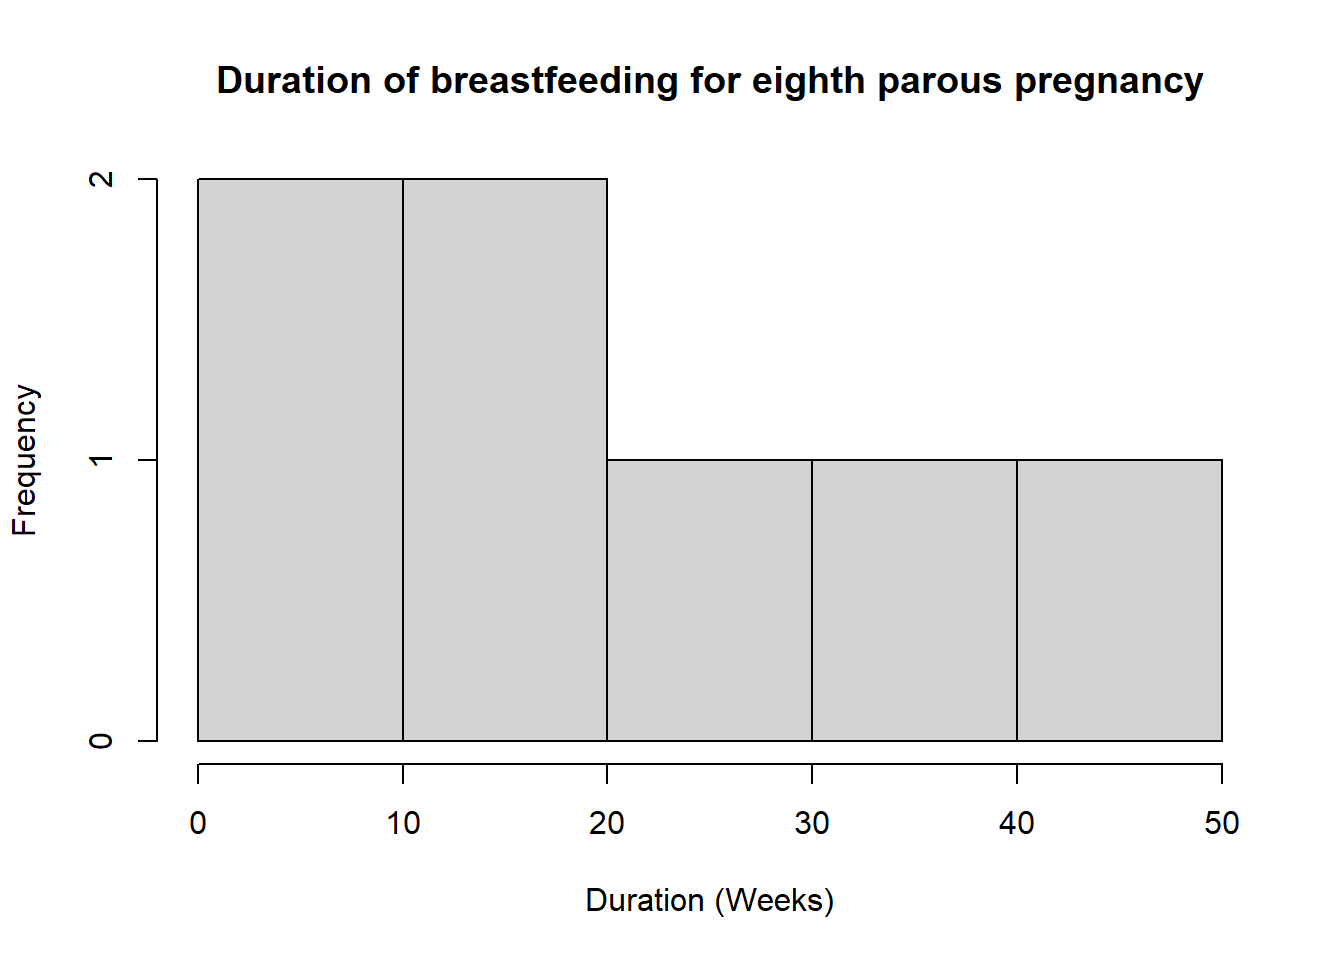 Duration of breastfeeding for eighth parous pregnancy
2
1
0
Frequency
0 10 20 30 40 50
Duration (Weeks)